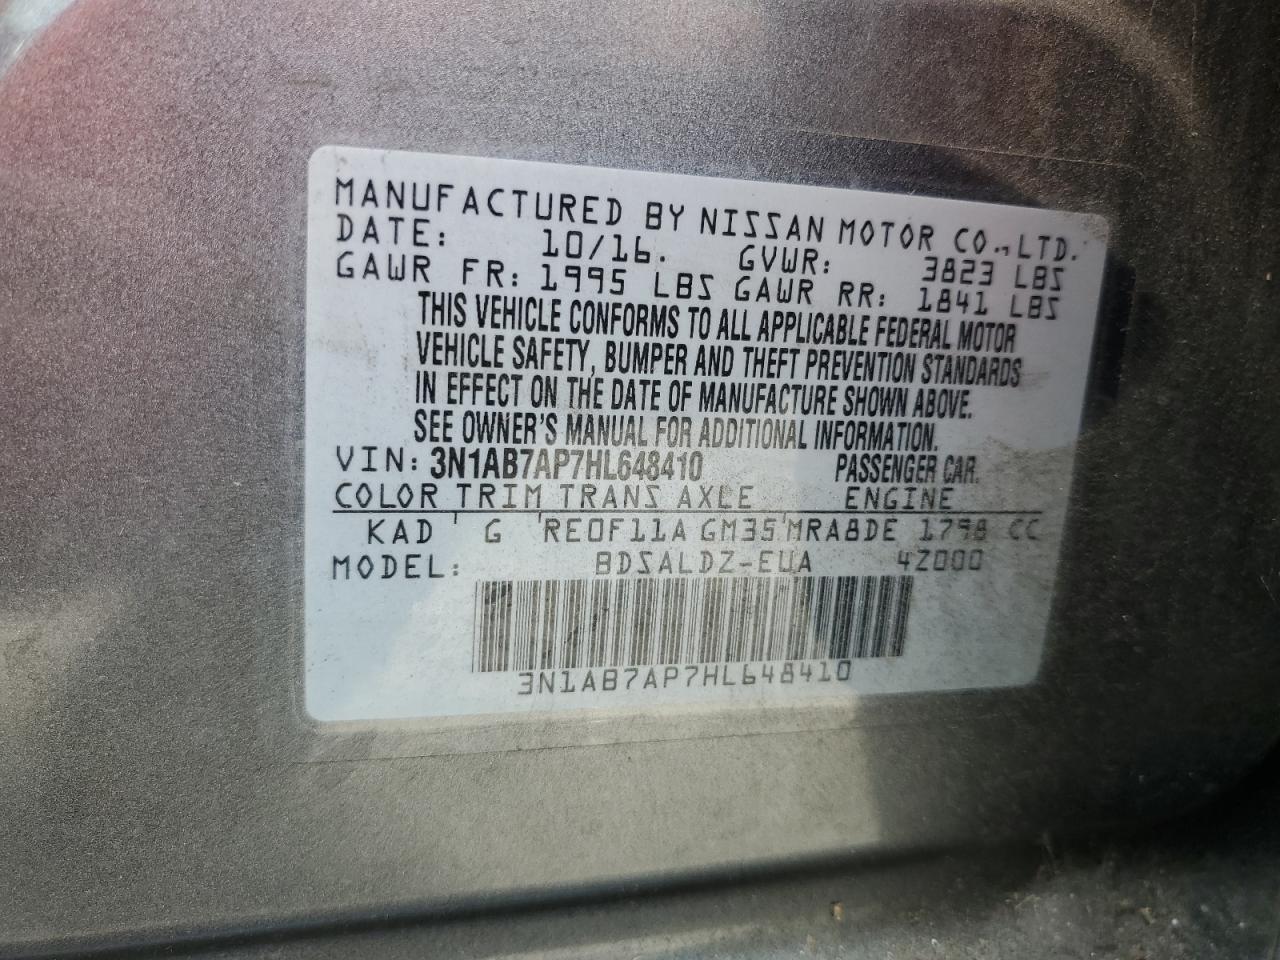 MANUFACTURED BY NISSAN MOTOR CO., LTD.
DATE: 10/16. GVWR: 3823 LBS
GAWR FR: 1995 LBS GAWR RR: 1841 LBS
THIS VEHICLE CONFORMS TO ALL APPLICABLE FEDERAL MOTOR
VEHICLE SAFETY, BUMPER AND THEFT PREVENTION STANDARDS
IN EFFECT ON THE DATE OF MANUFACTURE SHOWN ABOVE.
SEE OWNER'S MANUAL FOR ADDITIONAL INFORMATION.
VIN: 3N1AB7AP7HL648410 PASSENGER CAR.
COLOR TRIM TRANS AXLE ENGINE
KAD ' G ' RE0F11A GM35 ' MRA8DE 1798 CC
MODEL: BDSALDZ-EUA 4Z000
3N1AB7AP7HL648410